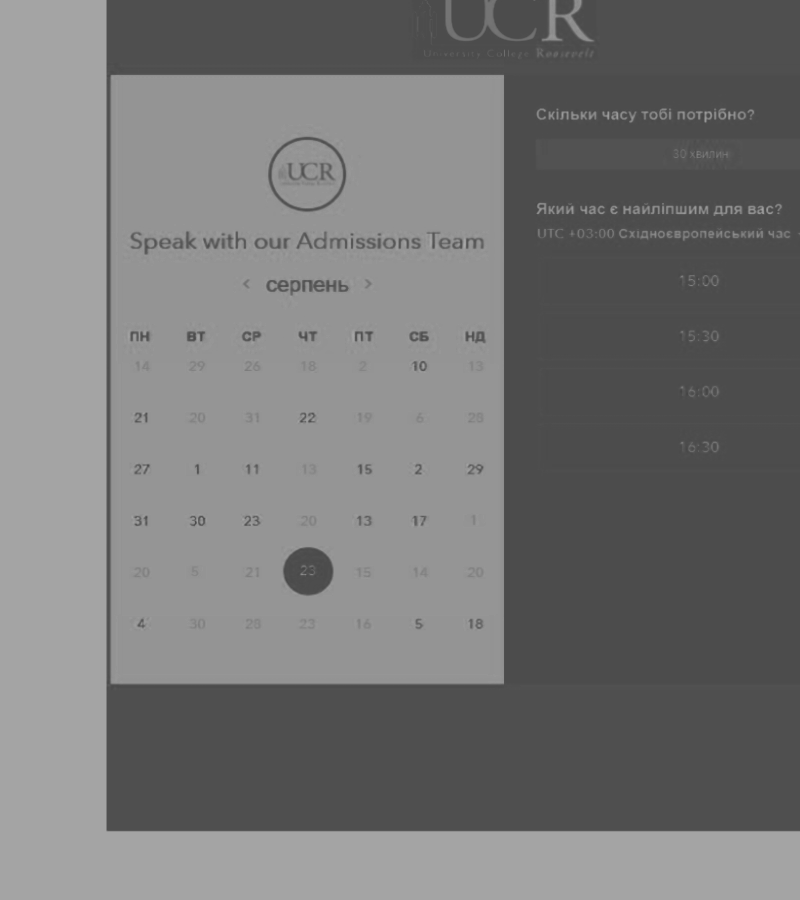 UCR
University College Roosevelt
UCR
Speak with our Admissions Team
< серпень >
ПН ВТ СР ЧТ ПТ СБ НД
14 29 26 18 2 10 13
21 20 31 22 19 6 28
27 1 11 13 15 2 29
31 30 23 20 13 17 1
20 5 21 23 15 14 20
4 30 28 23 16 5 18
Скільки часу тобі потрібно?
30 хвилин
Який час є найліпшим для вас?
UTC +03:00 Східноєвропейський час
15:00
15:30
16:00
16:30